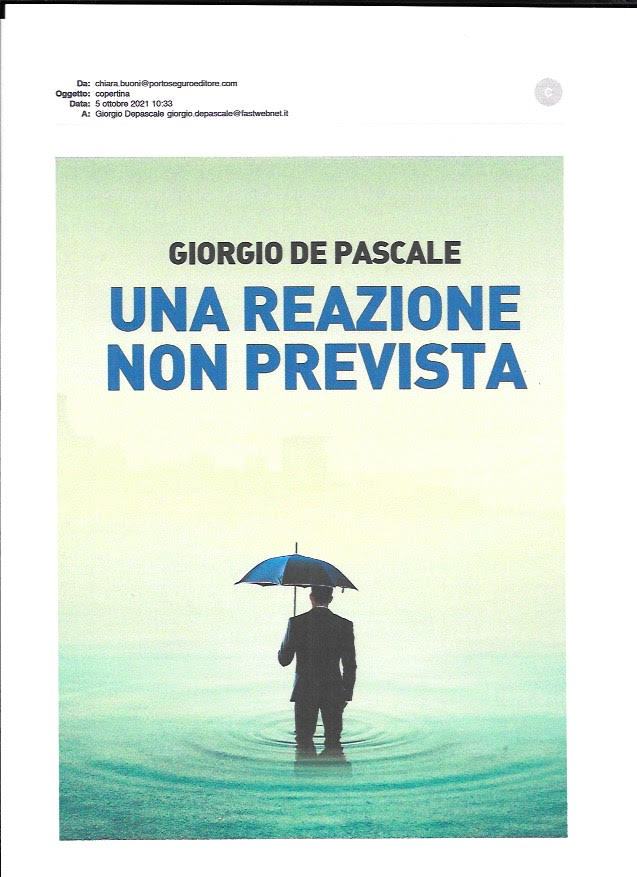 Da: chiara.buoni@portoseguroeditore.com
Oggetto: copertina
Data: 5 ottobre 2021 10:33
A: Giorgio Depascale giorgio.depascale@fastwebnet.it
C
GIORGIO DE PASCALE
UNA REAZIONE
NON PREVISTA